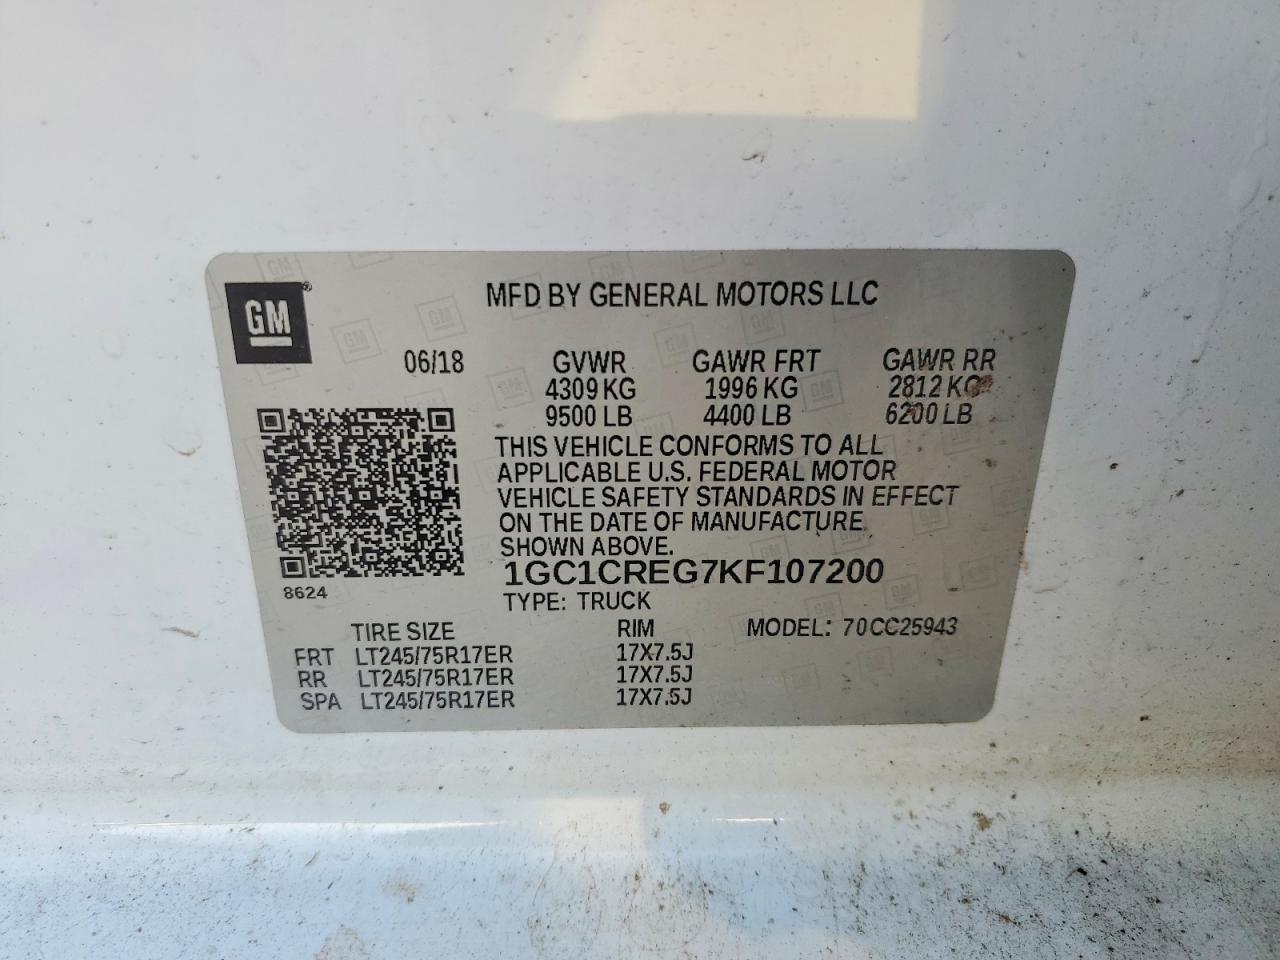 GM®
MFD BY GENERAL MOTORS LLC
06/18 GVWR GAWR FRT GAWR RR
4309 KG 1996 KG 2812 KG
9500 LB 4400 LB 6200 LB
THIS VEHICLE CONFORMS TO ALL
APPLICABLE U.S. FEDERAL MOTOR
VEHICLE SAFETY STANDARDS IN EFFECT
ON THE DATE OF MANUFACTURE
SHOWN ABOVE.
1GC1CREG7KF107200
8624
TYPE: TRUCK
TIRE SIZE RIM MODEL: 70CC25943
FRT LT245/75R17ER 17X7.5J
RR LT245/75R17ER 17X7.5J
SPA LT245/75R17ER 17X7.5J